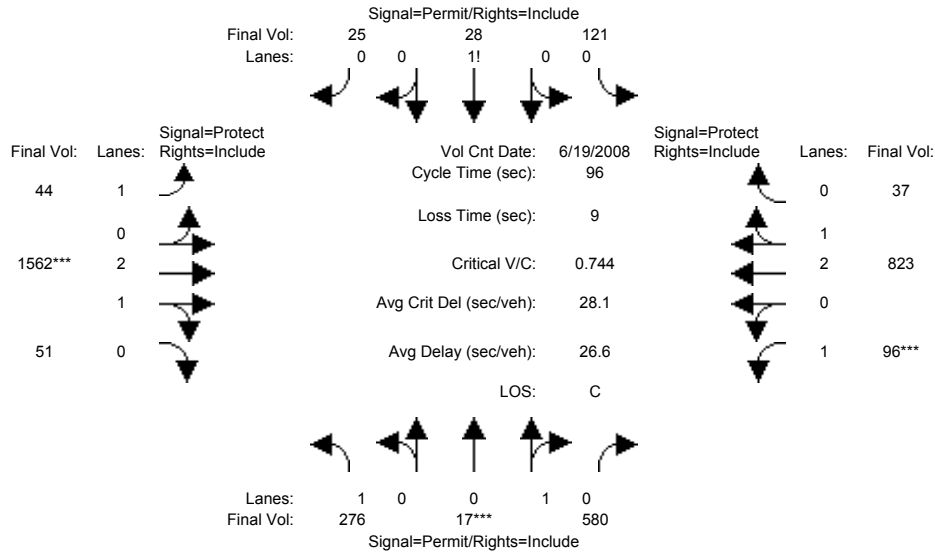 Signal=Permit/Rights=Include
Final Vol: 25 28 121
Lanes: 0 0 1! 0 0
Signal=Protect Signal=Protect
Final Vol: Lanes: Rights=Include Vol Cnt Date: 6/19/2008 Rights=Include Lanes: Final Vol:
Cycle Time (sec): 96
44 1 0 37
Loss Time (sec): 9
0 1
1562*** 2 Critical V/C: 0.744 2 823
1 Avg Crit Del (sec/veh): 28.1 0
51 0 Avg Delay (sec/veh): 26.6 1 96***
LOS: C
Lanes: 1 0 0 1 0
Final Vol: 276 17*** 580
Signal=Permit/Rights=Include